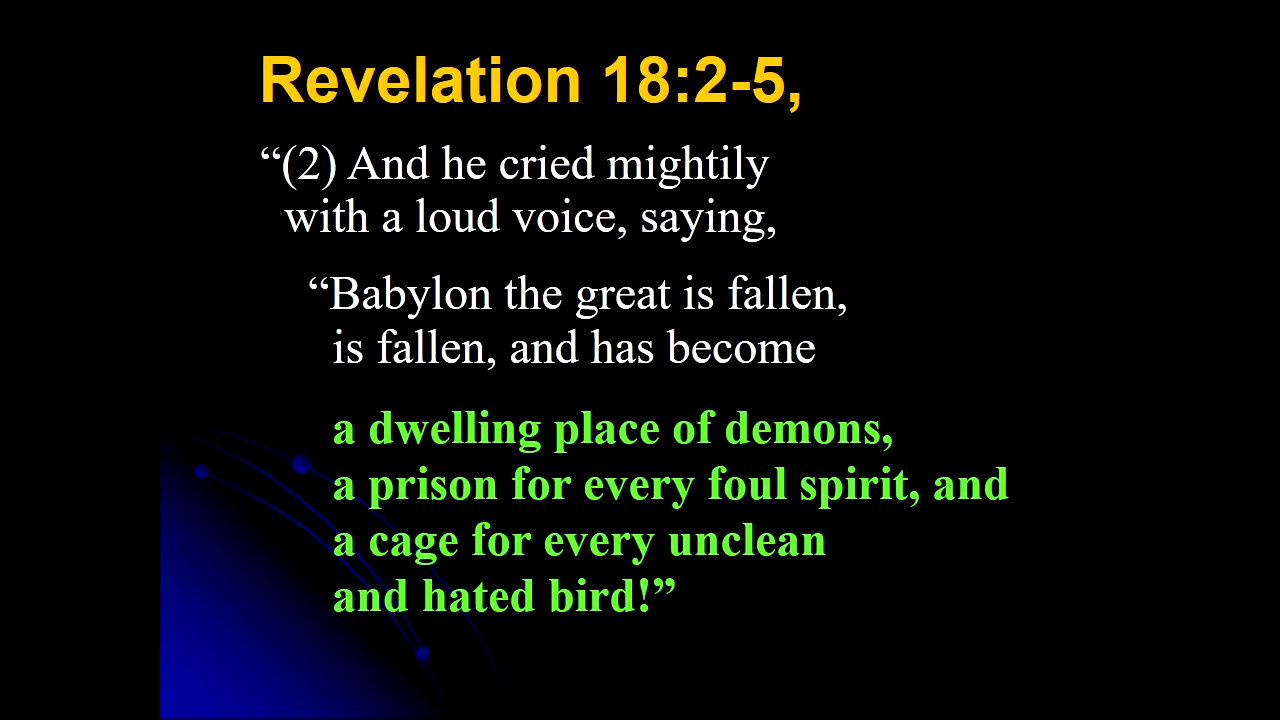 Revelation 18:2-5,
“(2) And he cried mightily
with a loud voice, saying,
“Babylon the great is fallen,
is fallen, and has become
a dwelling place of demons,
a prison for every foul spirit, and
a cage for every unclean
and hated bird!”